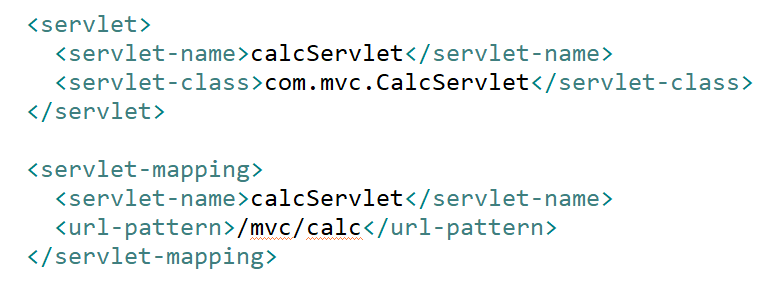 <servlet>
  <servlet-name>calcServlet</servlet-name>
  <servlet-class>com.mvc.CalcServlet</servlet-class>
</servlet>

<servlet-mapping>
  <servlet-name>calcServlet</servlet-name>
  <url-pattern>/mvc/calc</url-pattern>
</servlet-mapping>